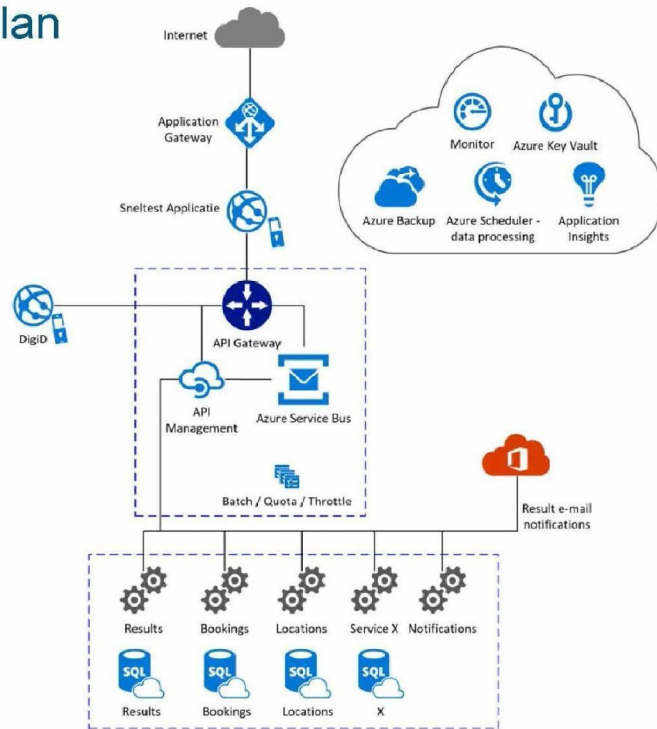 lan
Internet
Application
Gateway
Monitor
Azure Key Vault
Sneltest Applicatie
Azure Backup
Azure Scheduler -
data processing
Application
Insights
DigiD
API Gateway
API
Management
Azure Service Bus
Batch / Quota / Throttle
Result e-mail
notifications
Results
Bookings
Locations
Service X
Notifications
SQL
SQL
SQL
SQL
Results
Bookings
Locations
X